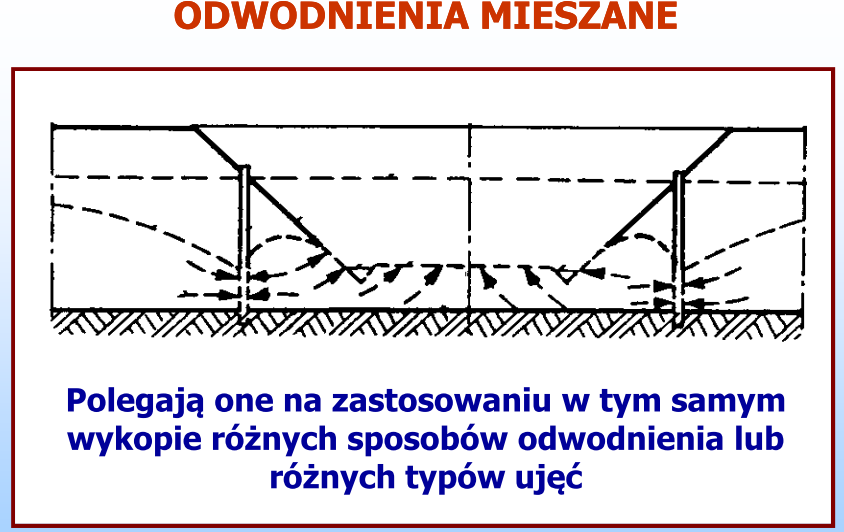 ODWODNIENIA MIESZANE
Polegają one na zastosowaniu w tym samym
wykopie różnych sposobów odwodnienia lub
różnych typów ujęć